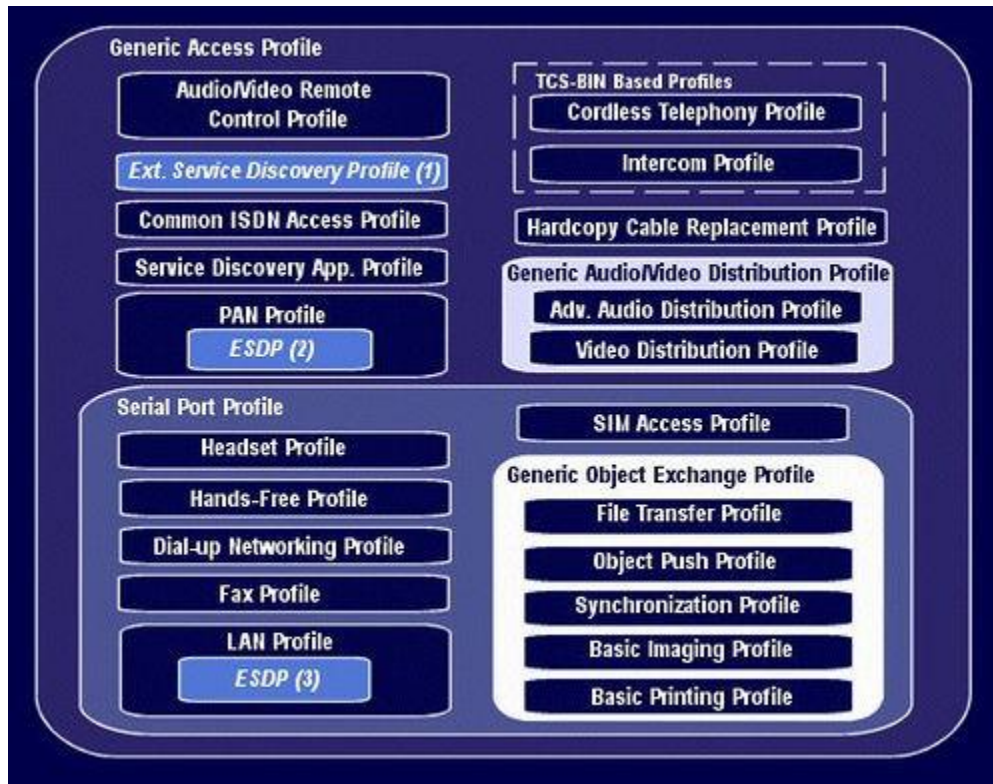 Generic Access Profile
Audio/Video Remote
Control Profile
Ext. Service Discovery Profile (1)
Common ISDN Access Profile
Service Discovery App. Profile
PAN Profile
ESDP (2)
TCS-BIN Based Profiles
Cordless Telephony Profile
Intercom Profile
Hardcopy Cable Replacement Profile
Generic Audio/Video Distribution Profile
Adv. Audio Distribution Profile
Video Distribution Profile
Serial Port Profile
Headset Profile
Hands-Free Profile
Dial-up Networking Profile
Fax Profile
LAN Profile
ESDP (3)
SIM Access Profile
Generic Object Exchange Profile
File Transfer Profile
Object Push Profile
Synchronization Profile
Basic Imaging Profile
Basic Printing Profile